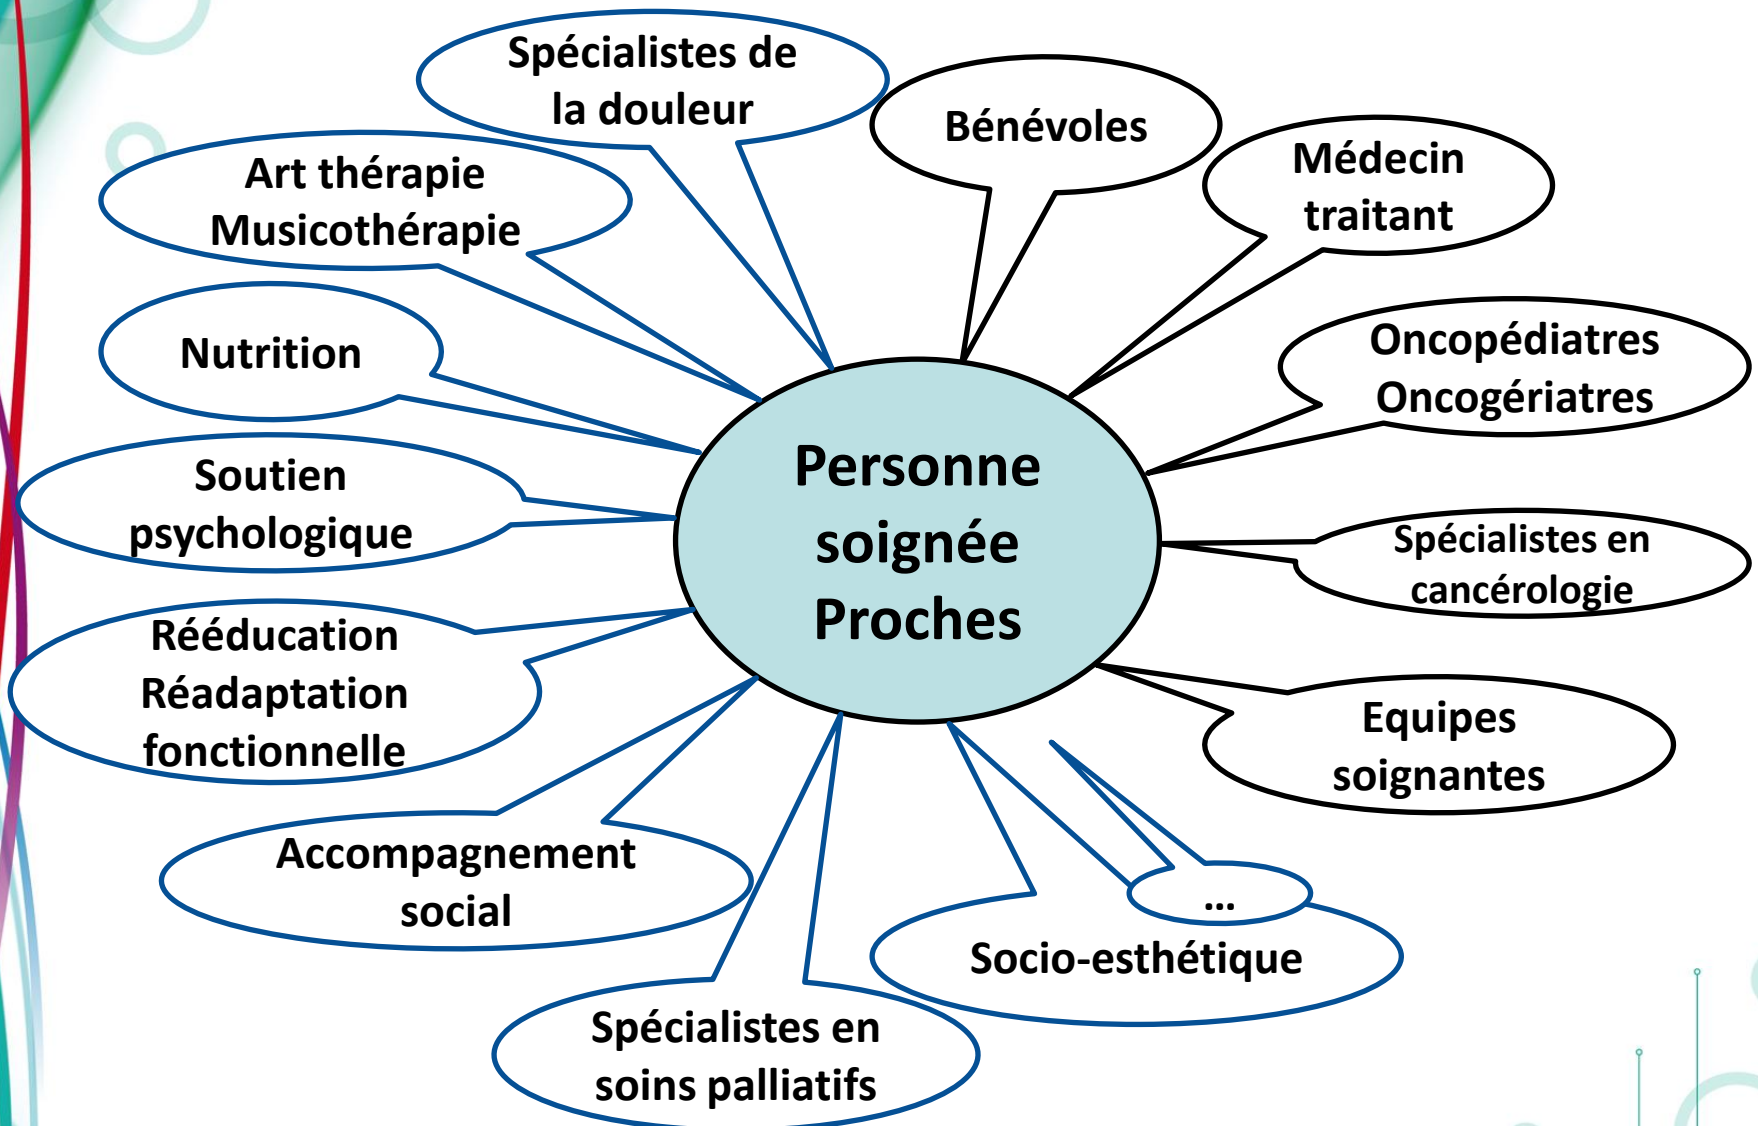 Spécialistes de
la douleur
Bénévoles
Médecin
traitant
Art thérapie
Musicothérapie
Oncopédiatres
Oncogériatres
Nutrition
Personne
soignée
Proches
Soutien
psychologique
Spécialistes en
cancérologie
Rééducation
Réadaptation
fonctionnelle
Equipes
soignantes
Accompagnement
social
...
Socio-esthétique
Spécialistes en
soins palliatifs